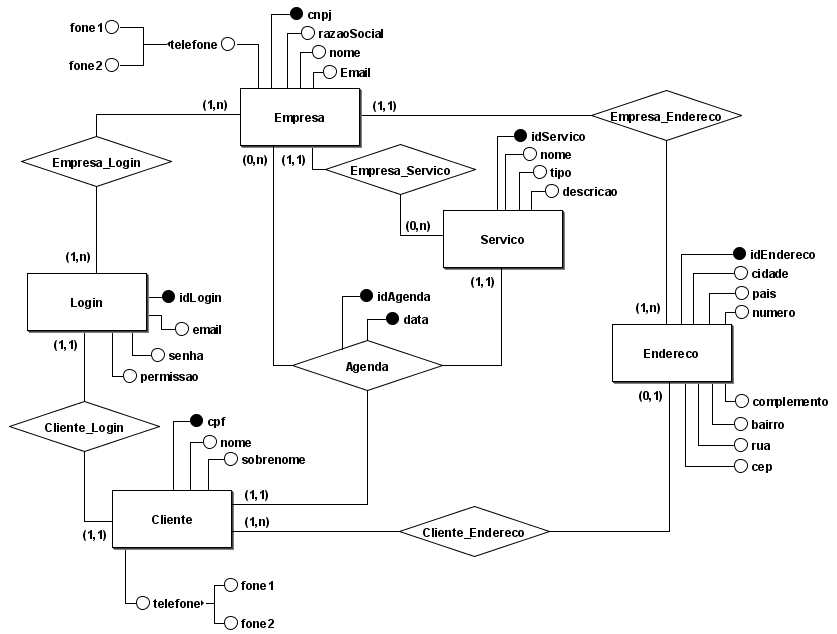 cnpj
fone1
razaoSocial
telefone
nome
fone2
Email
(1,n)
Empresa
(1,1)
Empresa_Endereco
idServico
(0,n)
(1,1)
nome
Empresa_Login
Empresa_Servico
tipo
descricao
(0,n)
Servico
(1,n)
idEndereco
cidade
(1,1)
pais
idLogin
idAgenda
Login
(1,n)
numero
data
email
(1,1)
senha
Endereco
permissao
Agenda
(0,1)
complemento
cpf
bairro
Cliente_Login
nome
rua
sobrenome
cep
(1,1)
Cliente
(1,n)
(1,1)
Cliente_Endereco
fone1
telefone
fone2